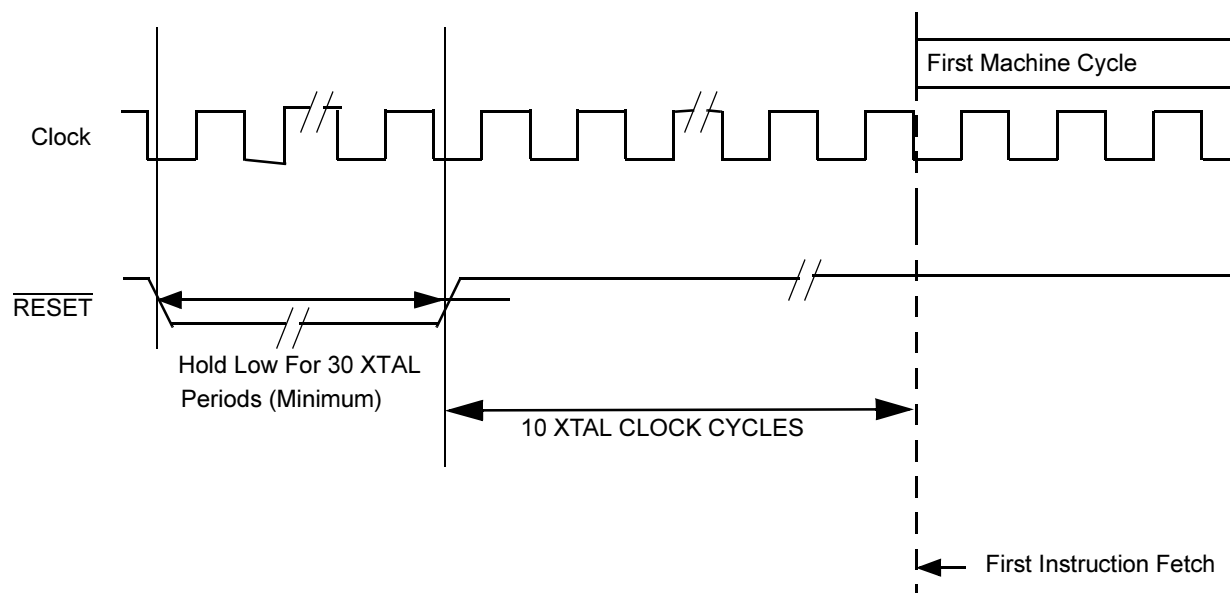 First Machine Cycle
Clock
RESET
Hold Low For 30 XTAL
Periods (Minimum)
10 XTAL CLOCK CYCLES
First Instruction Fetch